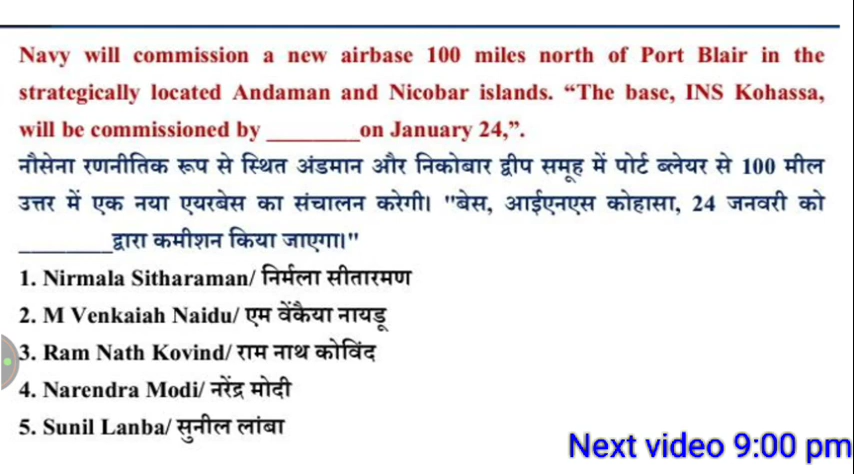 Navy will commission a new airbase 100 miles north of Port Blair in the
strategically located Andaman and Nicobar islands. “The base, INS Kohassa,
will be commissioned by ________on January 24,”.
नौसेना रणनीतिक रूप से स्थित अंडमान और निकोबार द्वीप समूह में पोर्ट ब्लेयर से 100 मील
उत्तर में एक नया एयरबेस का संचालन करेगी। "बेस, आईएनएस कोहासा, 24 जनवरी को
________द्वारा कमीशन किया जाएगा।"
1. Nirmala Sitharaman/ निर्मला सीतारमण
2. M Venkaiah Naidu/ एम वेंकैया नायडू
3. Ram Nath Kovind/ राम नाथ कोविंद
4. Narendra Modi/ नरेंद्र मोदी
5. Sunil Lanba/ सुनील लांबा
Next video 9:00 pm